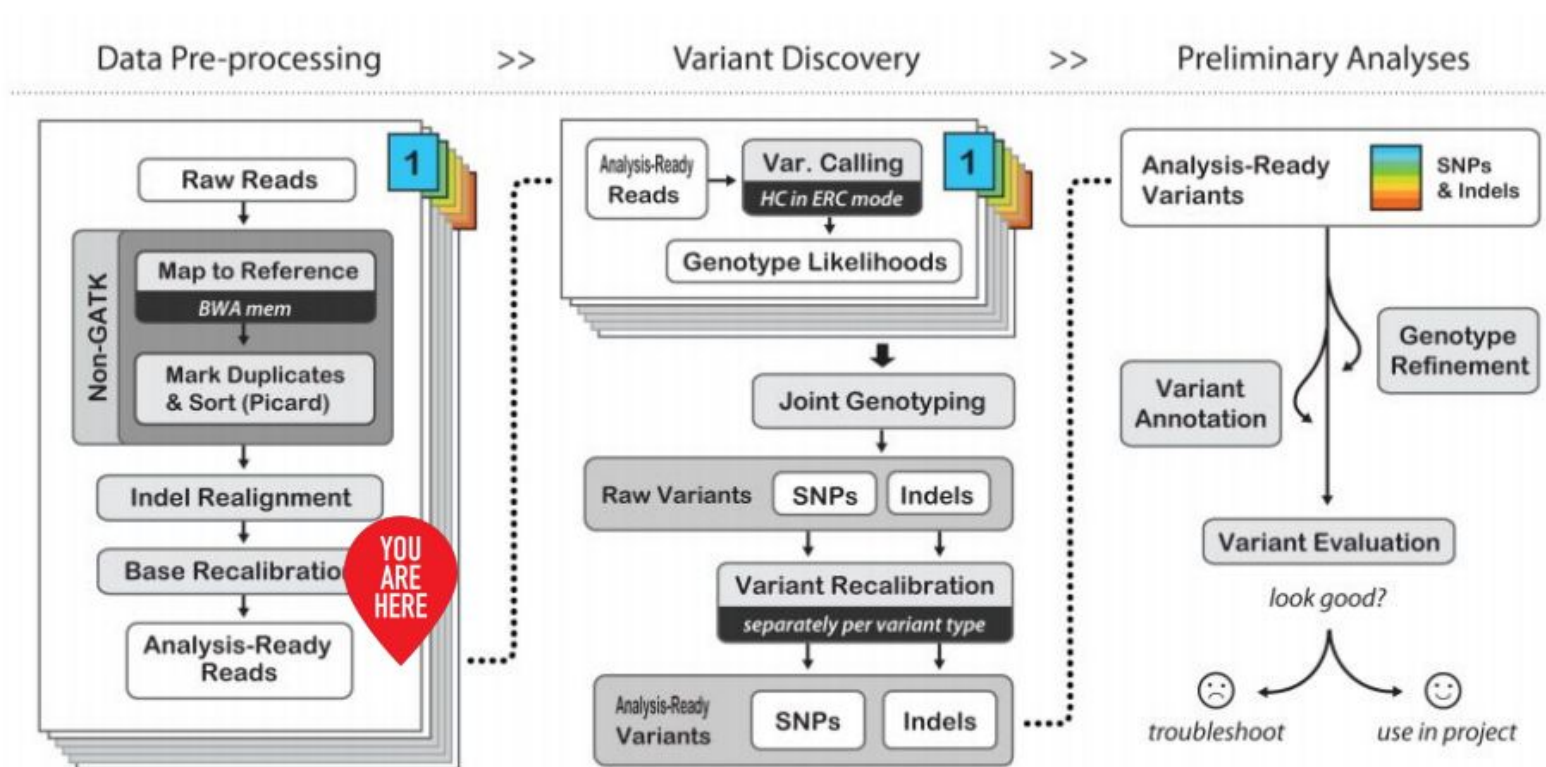 Data Pre-processing >> Variant Discovery >> Preliminary Analyses
1
Raw Reads
Non-GATK
Map to Reference
BWA mem
Mark Duplicates
& Sort (Picard)
Indel Realignment
Base Recalibratio
YOU
ARE
HERE
Analysis-Ready
Reads
Analysis-Ready
Reads
Var. Calling
HC in ERC mode
1
Genotype Likelihoods
Joint Genotyping
Raw Variants SNPs Indels
Variant Recalibration
separately per variant type
Analysis-Ready
Variants
SNPs Indels
Analysis-Ready
Variants
SNPs
& Indels
Genotype
Refinement
Variant
Annotation
Variant Evaluation
look good?
troubleshoot use in project